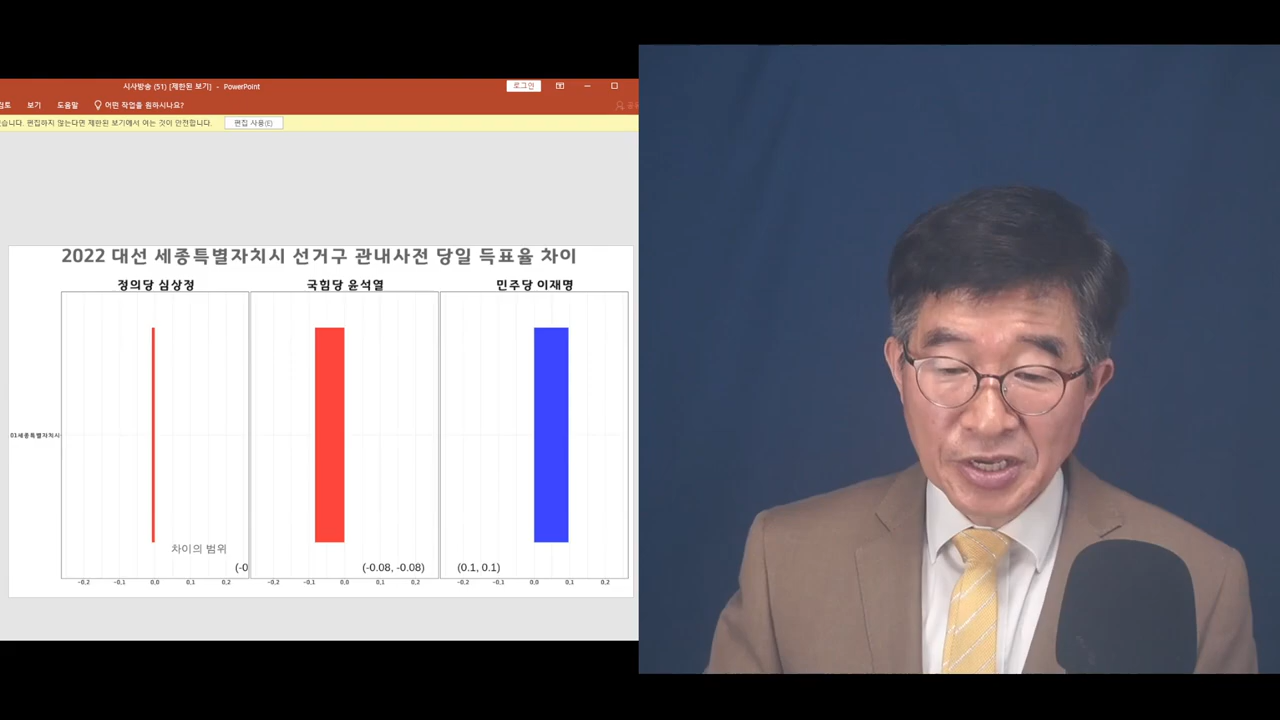 시사방송 (51) [제한된 보기] - PowerPoint
로그인
검토 보기 도움말 어떤 작업을 원하시나요?
습니다. 편집하지 않는다면 제한된 보기에서 여는 것이 안전합니다. 편집 사용(E)
2022 대선 세종특별자치시 선거구 관내사전 당일 득표율 차이
정의당 심상정 국힘당 윤석열 민주당 이재명
01세종특별자치시
차이의 범위
(-0 (-0.08, -0.08) (0.1, 0.1)
-0.2 -0.1 0.0 0.1 0.2 -0.2 -0.1 0.0 0.1 0.2 -0.2 -0.1 0.0 0.1 0.2